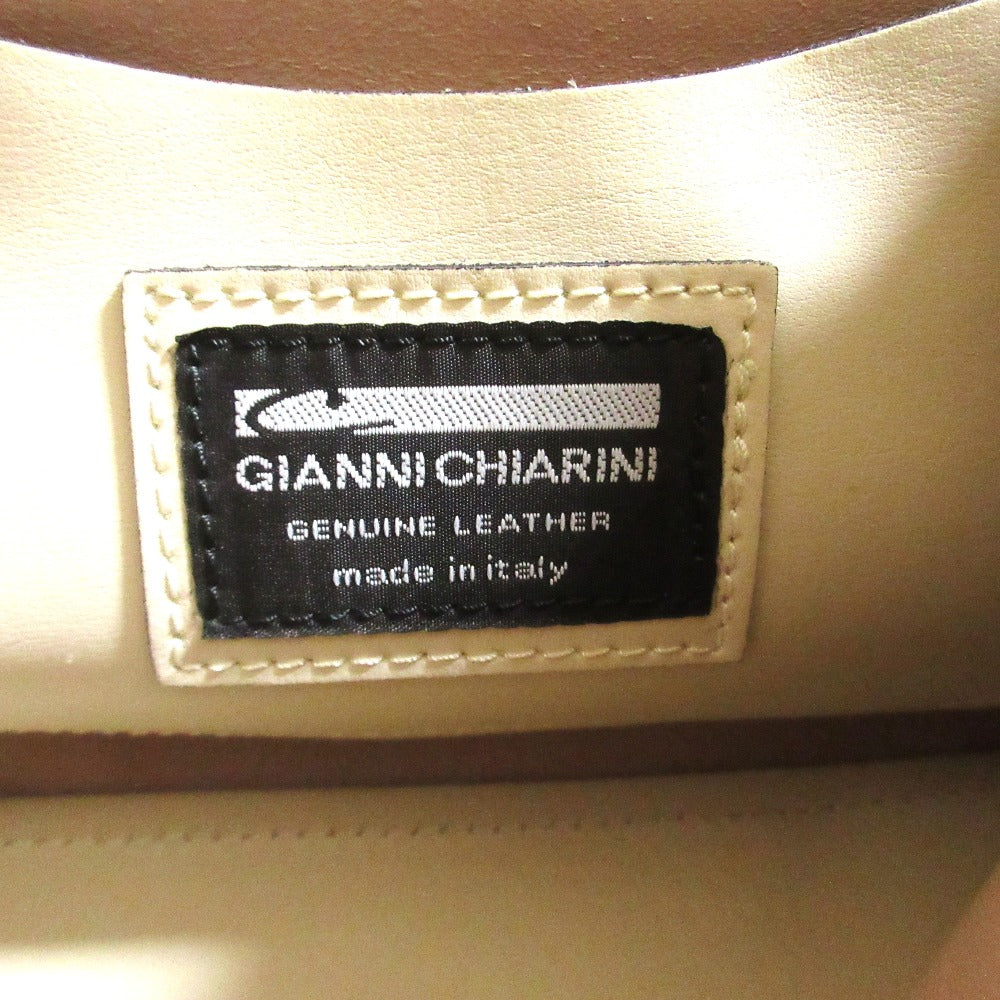 GIANNI CHIARINI
GENUINE LEATHER
made in italy